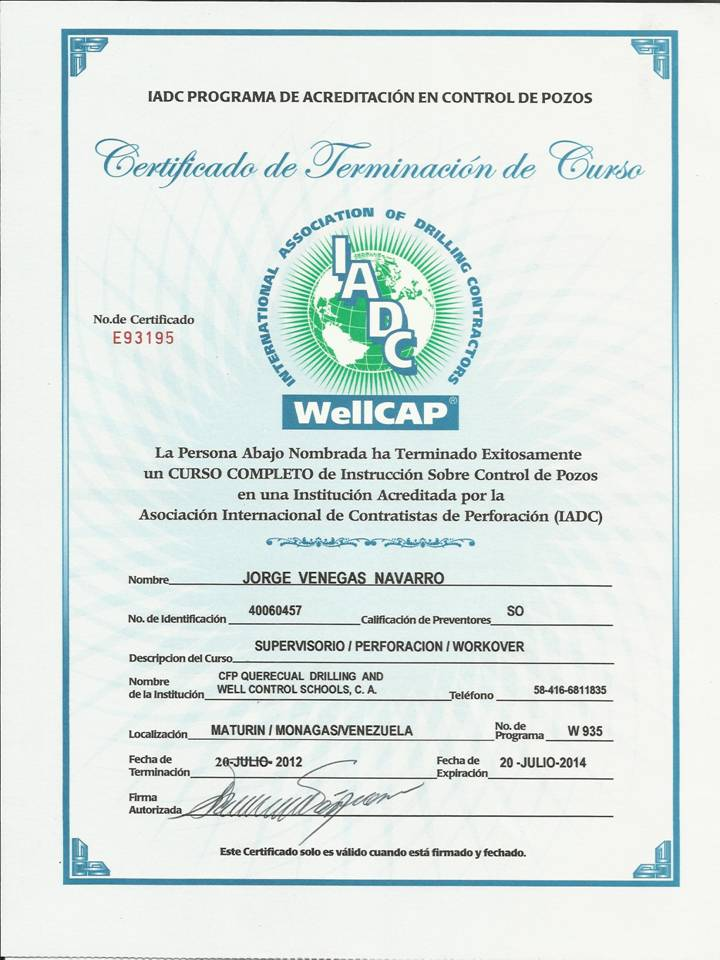 IADC PROGRAMA DE ACREDITACIÓN EN CONTROL DE POZOS
Certificado de Terminación de Curso
INTERNATIONAL ASSOCIATION OF DRILLING CONTRACTORS
IADC
No.de Certificado
E93195
WellCAP®
La Persona Abajo Nombrada ha Terminado Exitosamente
un CURSO COMPLETO de Instrucción Sobre Control de Pozos
en una Institución Acreditada por la
Asociación Internacional de Contratistas de Perforación (IADC)
Nombre JORGE VENEGAS NAVARRO
No. de Identificación 40060457 Calificación de Preventores SO
Descripcion del Curso SUPERVISORIO / PERFORACION / WORKOVER
Nombre de la Institución CFP QUERECUAL DRILLING AND
WELL CONTROL SCHOOLS, C. A. Teléfono 58-416-6811835
Localización MATURIN / MONAGAS/VENEZUELA No. de Programa W 935
Fecha de Terminación 20-JULIO- 2012 Fecha de Expiración 20 -JULIO-2014
Firma
Autorizada
Este Certificado solo es válido cuando está firmado y fechado.